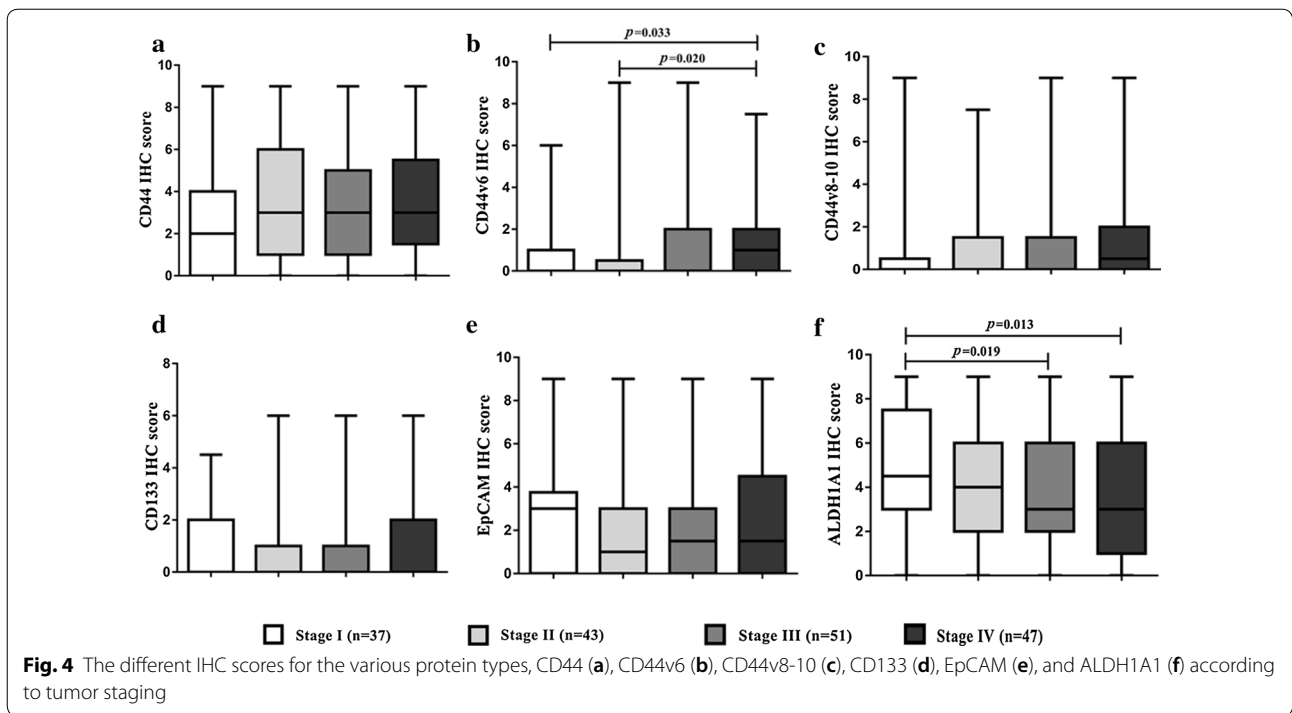 a
b
c
p=0.033
p=0.020
CD44 IHC score
10
8
6
4
2
0
CD44v6 IHC score
10
8
6
4
2
0
CD44v8-10 IHC score
10
8
6
4
2
0
d
e
f
p=0.013
p=0.019
CD133 IHC score
8
6
4
2
0
EpCAM IHC score
10
8
6
4
2
0
ALDH1A1 IHC score
10
8
6
4
2
0
Stage I (n=37) Stage II (n=43) Stage III (n=51) Stage IV (n=47)
Fig. 4 The different IHC scores for the various protein types, CD44 (a), CD44v6 (b), CD44v8-10 (c), CD133 (d), EpCAM (e), and ALDH1A1 (f) according
to tumor staging